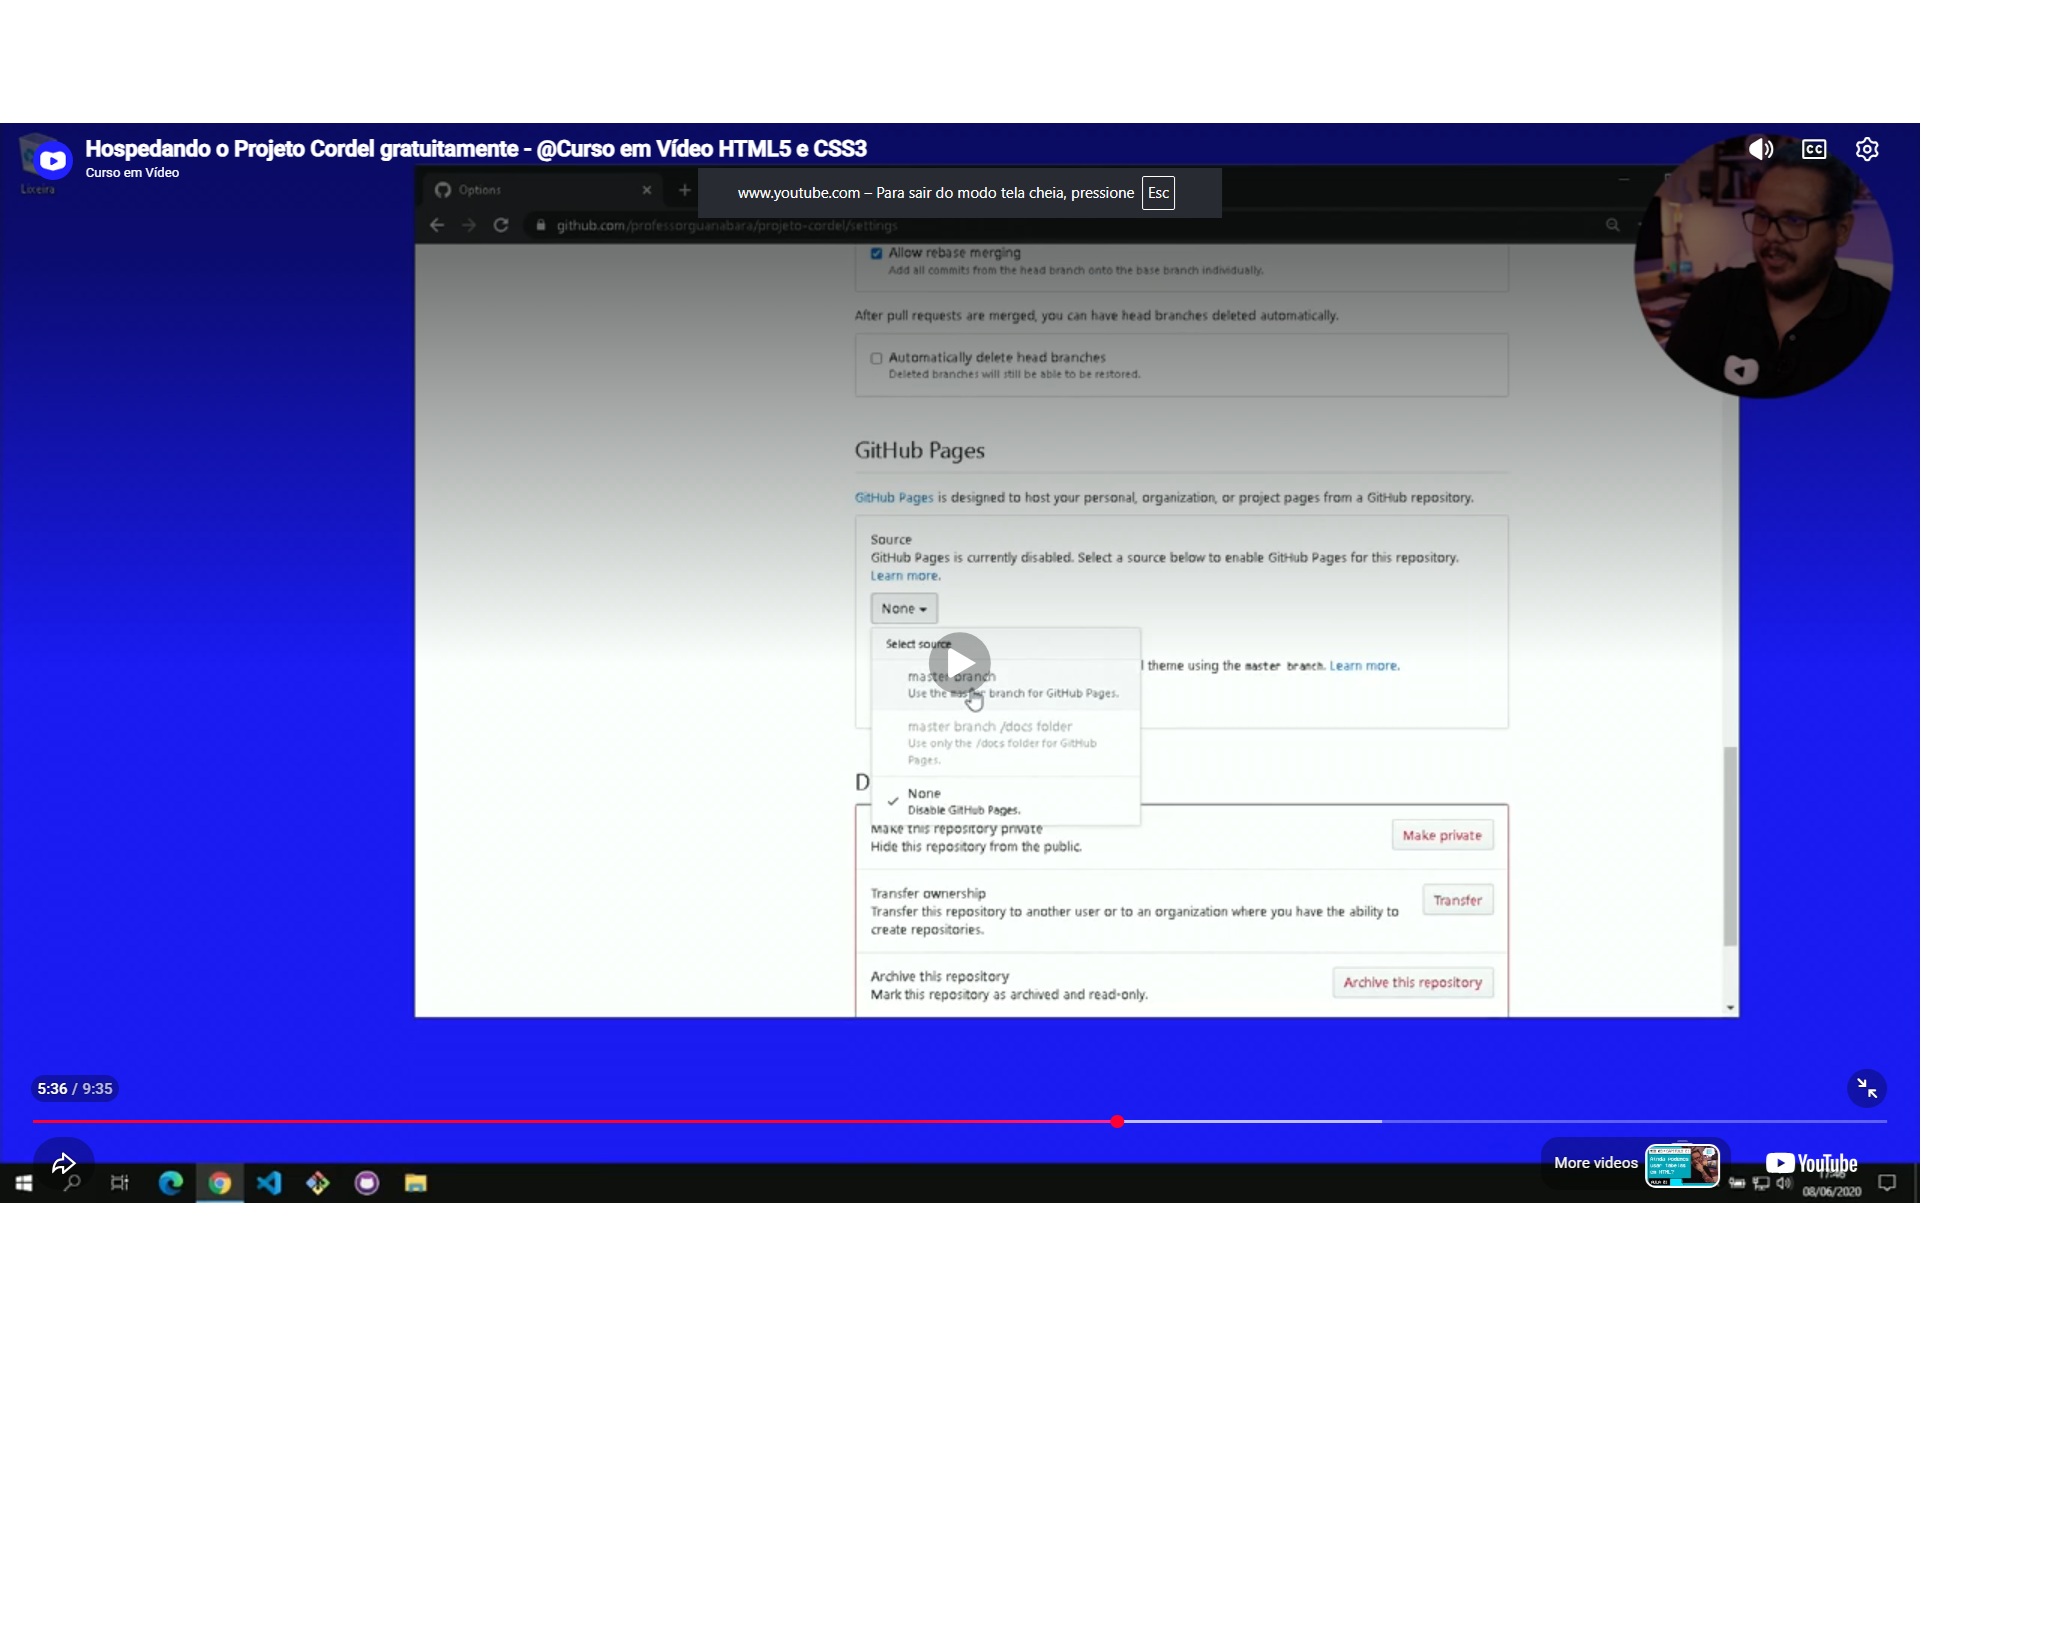 Hospedando o Projeto Cordel gratuitamente - @Curso em Vídeo HTML5 e CSS3
Curso em Vídeo
Lixeira
Options
www.youtube.com – Para sair do modo tela cheia, pressione Esc
github.com/professorguanabara/projeto-cordel/settings
Allow rebase merging
Add all commits from the head branch onto the base branch individually.
After pull requests are merged, you can have head branches deleted automatically.
Automatically delete head branches
Deleted branches will still be able to be restored.
GitHub Pages
GitHub Pages is designed to host your personal, organization, or project pages from a GitHub repository.
Source
GitHub Pages is currently disabled. Select a source below to enable GitHub Pages for this repository.
Learn more.
None
Select source
master branch
Use the master branch for GitHub Pages.
l theme using the master branch. Learn more.
master branch /docs folder
Use only the /docs folder for GitHub
Pages.
None
Disable GitHub Pages.
D
Make this repository private
Hide this repository from the public.
Make private
Transfer ownership
Transfer this repository to another user or to an organization where you have the ability to
create repositories.
Transfer
Archive this repository
Mark this repository as archived and read-only.
Archive this repository
5:36 / 9:35
More videos
YouTube
17:46
08/06/2020